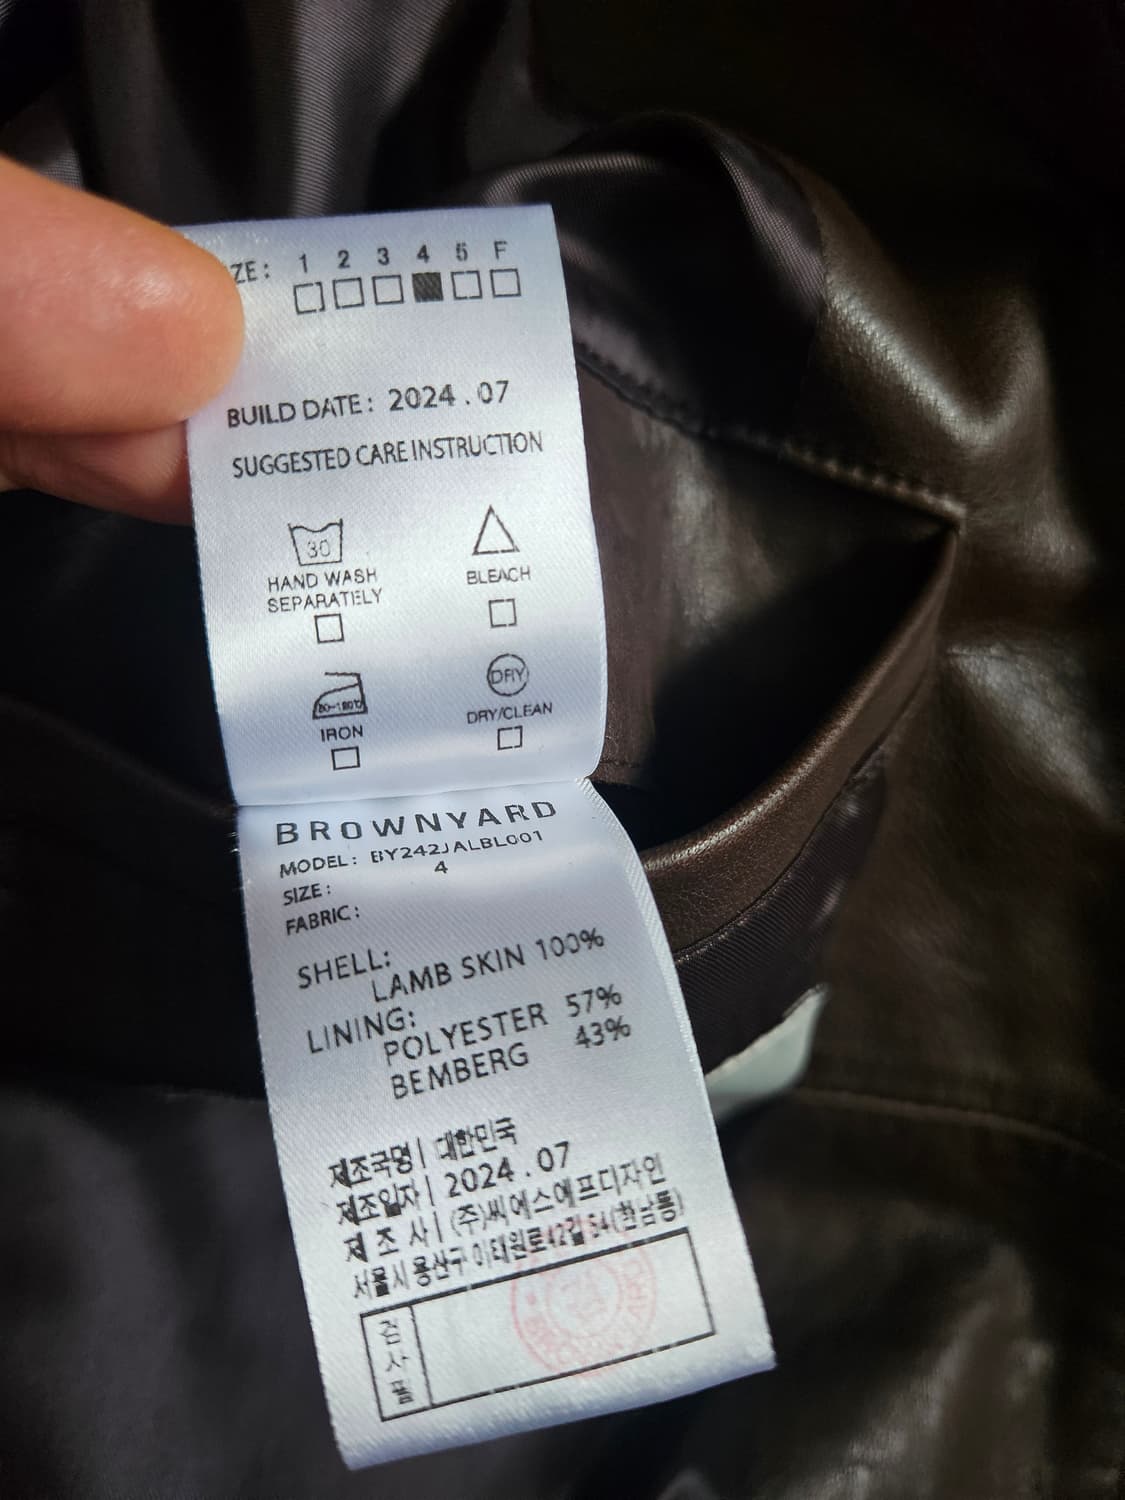 ZE: 1 2 3 4 5 F
BUILD DATE: 2024.07
SUGGESTED CARE INSTRUCTION
30
HAND WASH SEPARATELY
BLEACH
IRON
DRY
DRY/CLEAN
BROWNYARD
MODEL: BY242JALBL001
SIZE: 4
FABRIC:
SHELL:
LAMB SKIN 100%
LINING:
POLYESTER 57%
BEMBERG 43%
제조국명| 대한민국
제조일자| 2024.07
제 조 사| (주)씨에스에프디자인
서울시 용산구 이태원로42길 54(한남동)
검사필